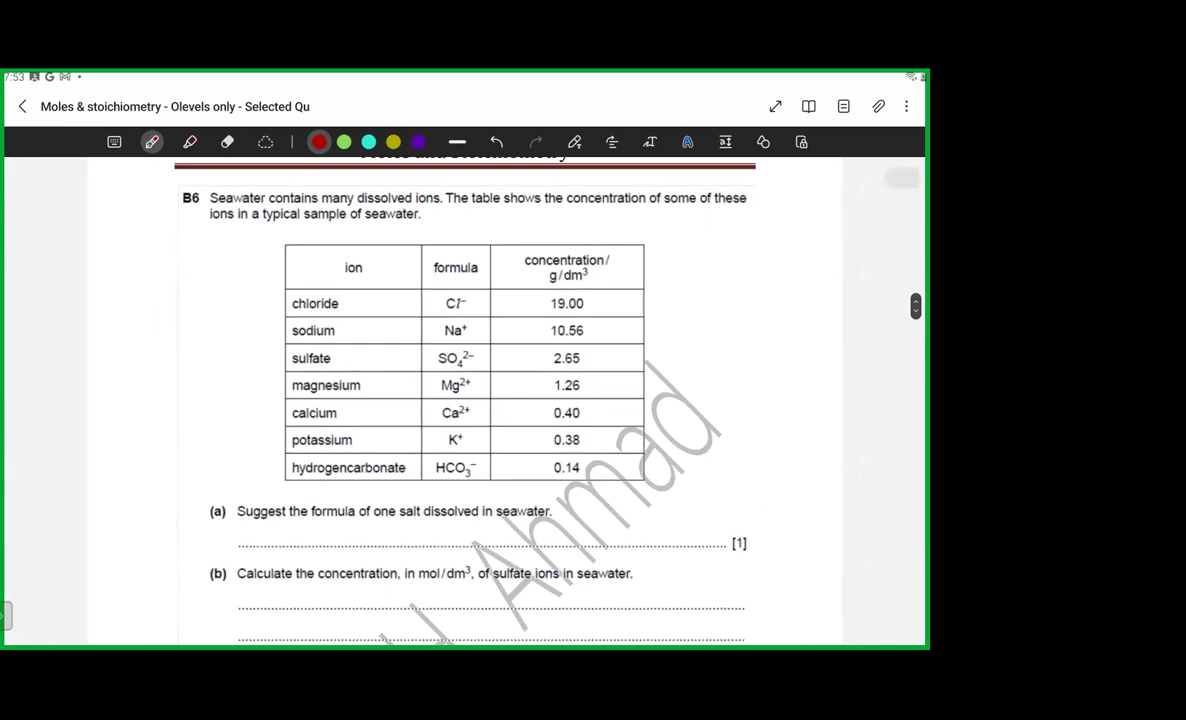 7:53
Moles & stoichiometry - Olevels only - Selected Qu
B6 Seawater contains many dissolved ions. The table shows the concentration of some of these
ions in a typical sample of seawater.
ion formula concentration/
g/dm³
chloride Cl⁻ 19.00
sodium Na⁺ 10.56
sulfate SO₄²⁻ 2.65
magnesium Mg²⁺ 1.26
calcium Ca²⁺ 0.40
potassium K⁺ 0.38
hydrogencarbonate HCO₃⁻ 0.14
(a) Suggest the formula of one salt dissolved in seawater.
[1]
(b) Calculate the concentration, in mol/dm³, of sulfate ions in seawater.
Ahmad